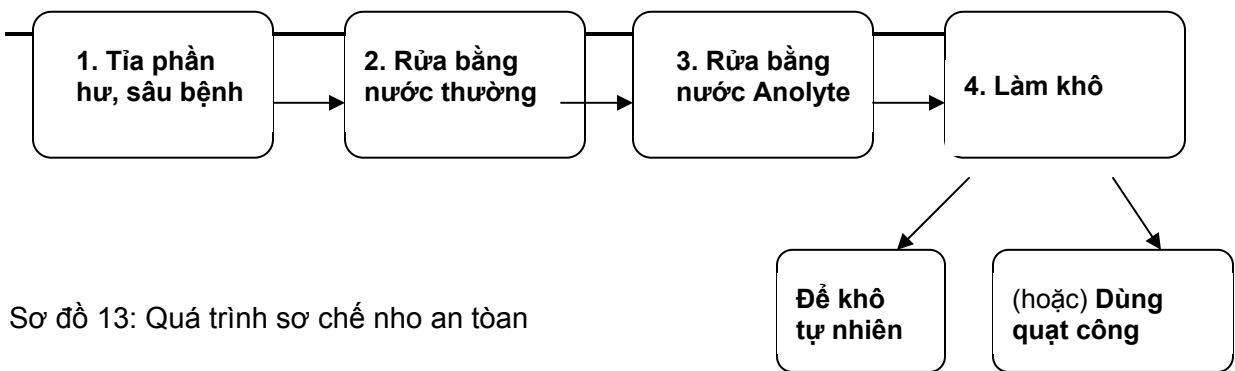 1. Tỉa phần
hư, sâu bệnh
2. Rửa bằng
nước thường
3. Rửa bằng
nước Anolyte
4. Làm khô
Để khô
tự nhiên
(hoặc) Dùng
quạt công
Sơ đồ 13: Quá trình sơ chế nho an tòan